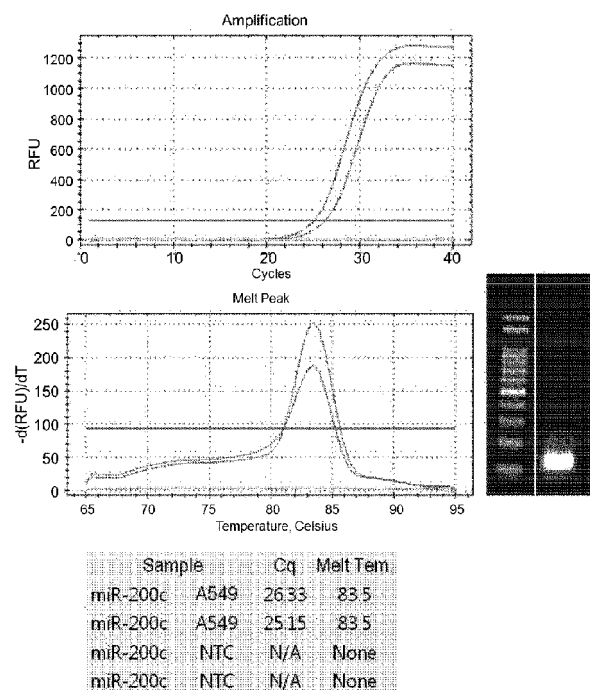 Amplification
RFU
1200
1000
800
600
400
200
0
0 10 20 30 40
Cycles
Melt Peak
-d(RFU)/dT
250
200
150
100
50
0
65 70 75 80 85 90 95
Temperature, Celsius
Sample Cq Melt Tem
miR-200c A549 26.33 83.5
miR-200c A549 25.15 83.5
miR-200c NTC N/A None
miR-200c NTC N/A None